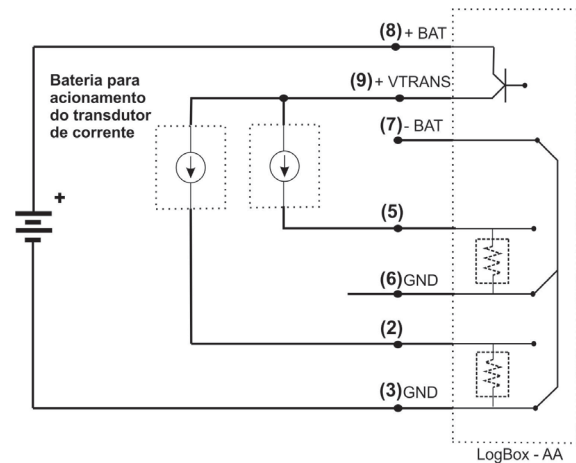 (8) + BAT
Bateria para
acionamento
do transdutor
de corrente
(9) + VTRANS
(7) - BAT
+
(5)
(6) GND
(2)
(3) GND
LogBox - AA